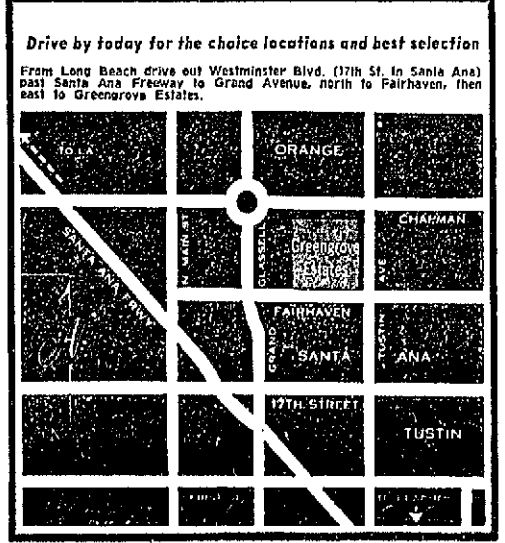 Drive by today for the choice locations and best selection
From Long Beach drive out Westminster Blvd. (17th St. in Santa Ana)
past Santa Ana Freeway to Grand Avenue, north to Fairhaven, then
east to Greengrove Estates.
TO L.A.
ORANGE
CHAPMAN
SANTA ANA FRWY.
N. MAIN ST.
GLASSELL
Greengrove
Estates
AVE
FAIRHAVEN
GRAND
SANTA
TUSTIN
ANA
17TH STREET
TUSTIN